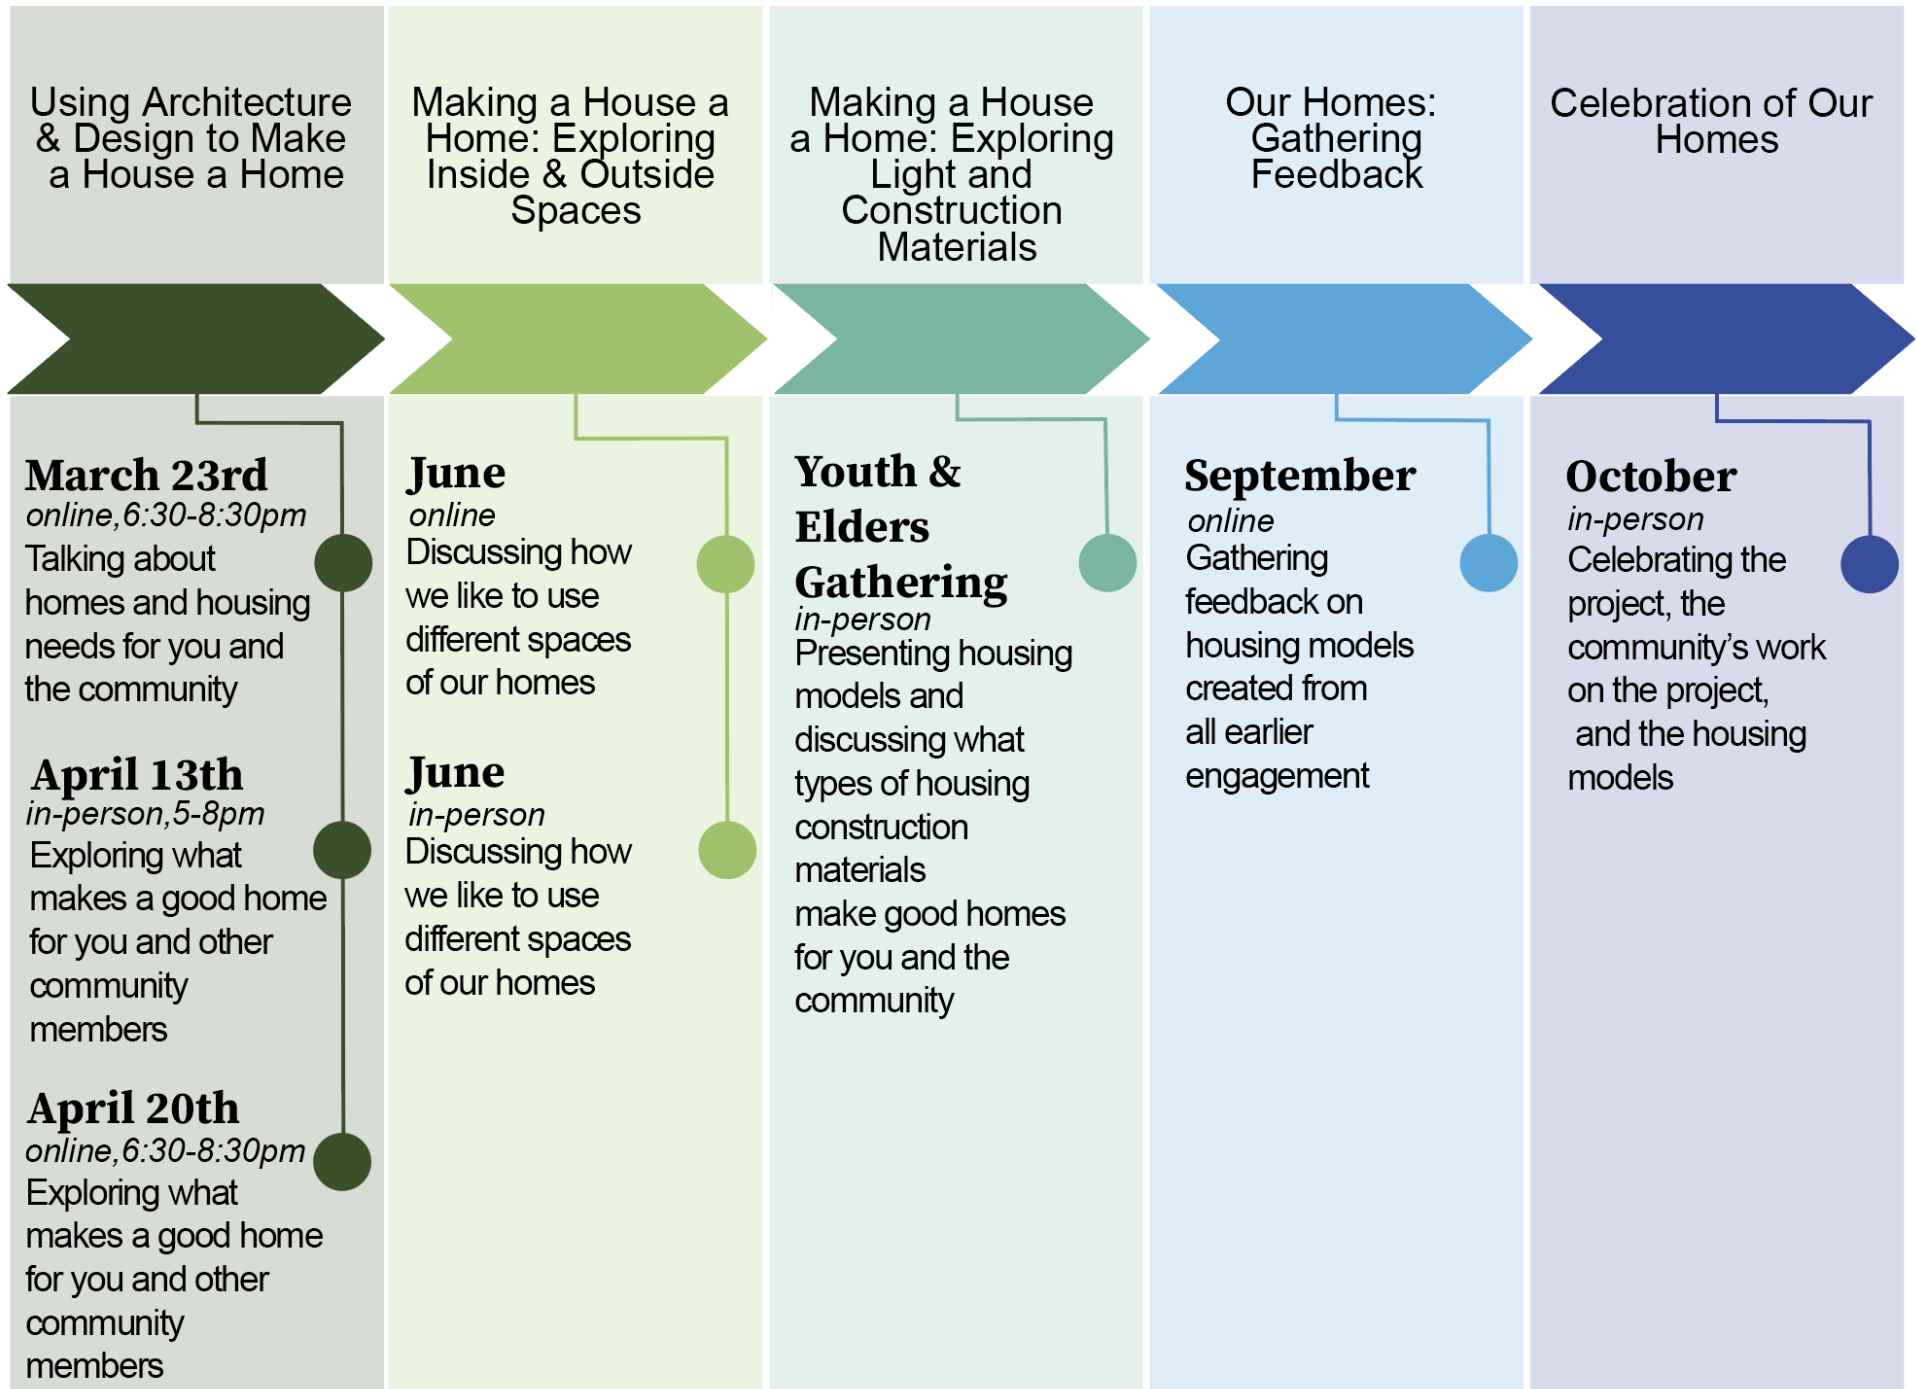 Using Architecture
& Design to Make
a House a Home
Making a House a
Home: Exploring
Inside & Outside
Spaces
Making a House
a Home: Exploring
Light and
Construction
Materials
Our Homes:
Gathering
Feedback
Celebration of Our
Homes
March 23rd
online,6:30-8:30pm
Talking about
homes and housing
needs for you and
the community
April 13th
in-person,5-8pm
Exploring what
makes a good home
for you and other
community
members
April 20th
online,6:30-8:30pm
Exploring what
makes a good home
for you and other
community
members
June
online
Discussing how
we like to use
different spaces
of our homes
June
in-person
Discussing how
we like to use
different spaces
of our homes
Youth &
Elders
Gathering
in-person
Presenting housing
models and
discussing what
types of housing
construction
materials
make good homes
for you and the
community
September
online
Gathering
feedback on
housing models
created from
all earlier
engagement
October
in-person
Celebrating the
project, the
community’s work
on the project,
and the housing
models